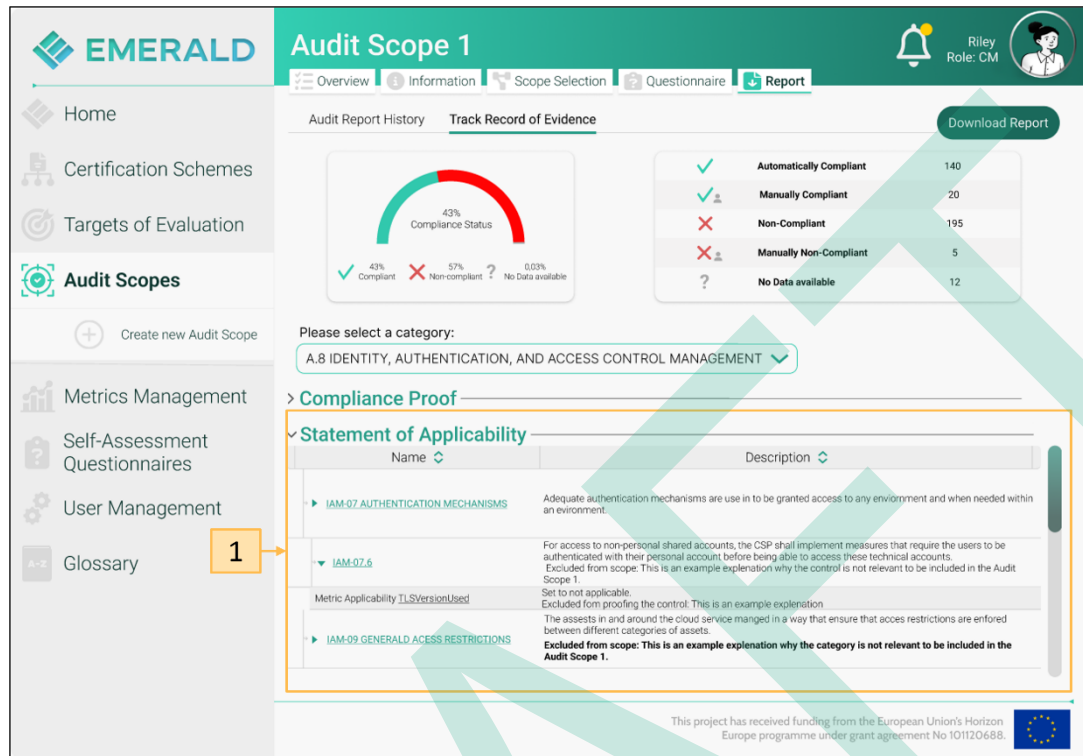 EMERALD
Audit Scope 1
Riley
Role: CM
Overview
Information
Scope Selection
Questionnaire
Report
Home
Certification Schemes
Targets of Evaluation
Audit Scopes
Create new Audit Scope
Metrics Management
Self-Assessment
Questionnaires
User Management
A-Z
Glossary
Audit Report History
Track Record of Evidence
Download Report
43%
Compliance Status
43%
Compliant
57%
Non-compliant
?
0,03%
No Data available
Automatically Compliant 140
Manually Compliant 20
Non-Compliant 195
Manually Non-Compliant 5
? No Data available 12
Please select a category:
A.8 IDENTITY, AUTHENTICATION, AND ACCESS CONTROL MANAGEMENT
Compliance Proof
Statement of Applicability
Name
Description
IAM-07 AUTHENTICATION MECHANISMS
Adequate authentication mechanisms are use in to be granted access to any enviornment and when needed within
an evironment.
1
IAM-07.6
For access to non-personal shared accounts, the CSP shall implement measures that require the users to be
authenticated with their personal account before being able to access these technical accounts.
Excluded from scope: This is an example explenation why the control is not relevant to be included in the Audit
Scope 1.
Metric Applicability TLSVersionUsed
Set to not applicable.
Excluded fom proofing the control: This is an example explenation
IAM-09 GENERALD ACESS RESTRICTIONS
The assests in and around the cloud service manged in a way that ensure that acces restrictions are enfored
between different categories of assets.
Excluded from scope: This is an example explenation why the category is not relevant to be included in the
Audit Scope 1.
This project has received funding from the European Union's Horizon
Europe programme under grant agreement No 101120688.